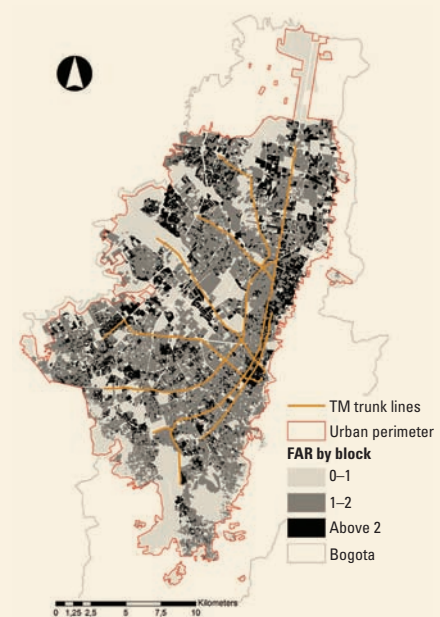 TM trunk lines
Urban perimeter
FAR by block
0–1
1–2
Above 2
Bogota
Kilometers
0 1,25 2,5 5 7,5 10